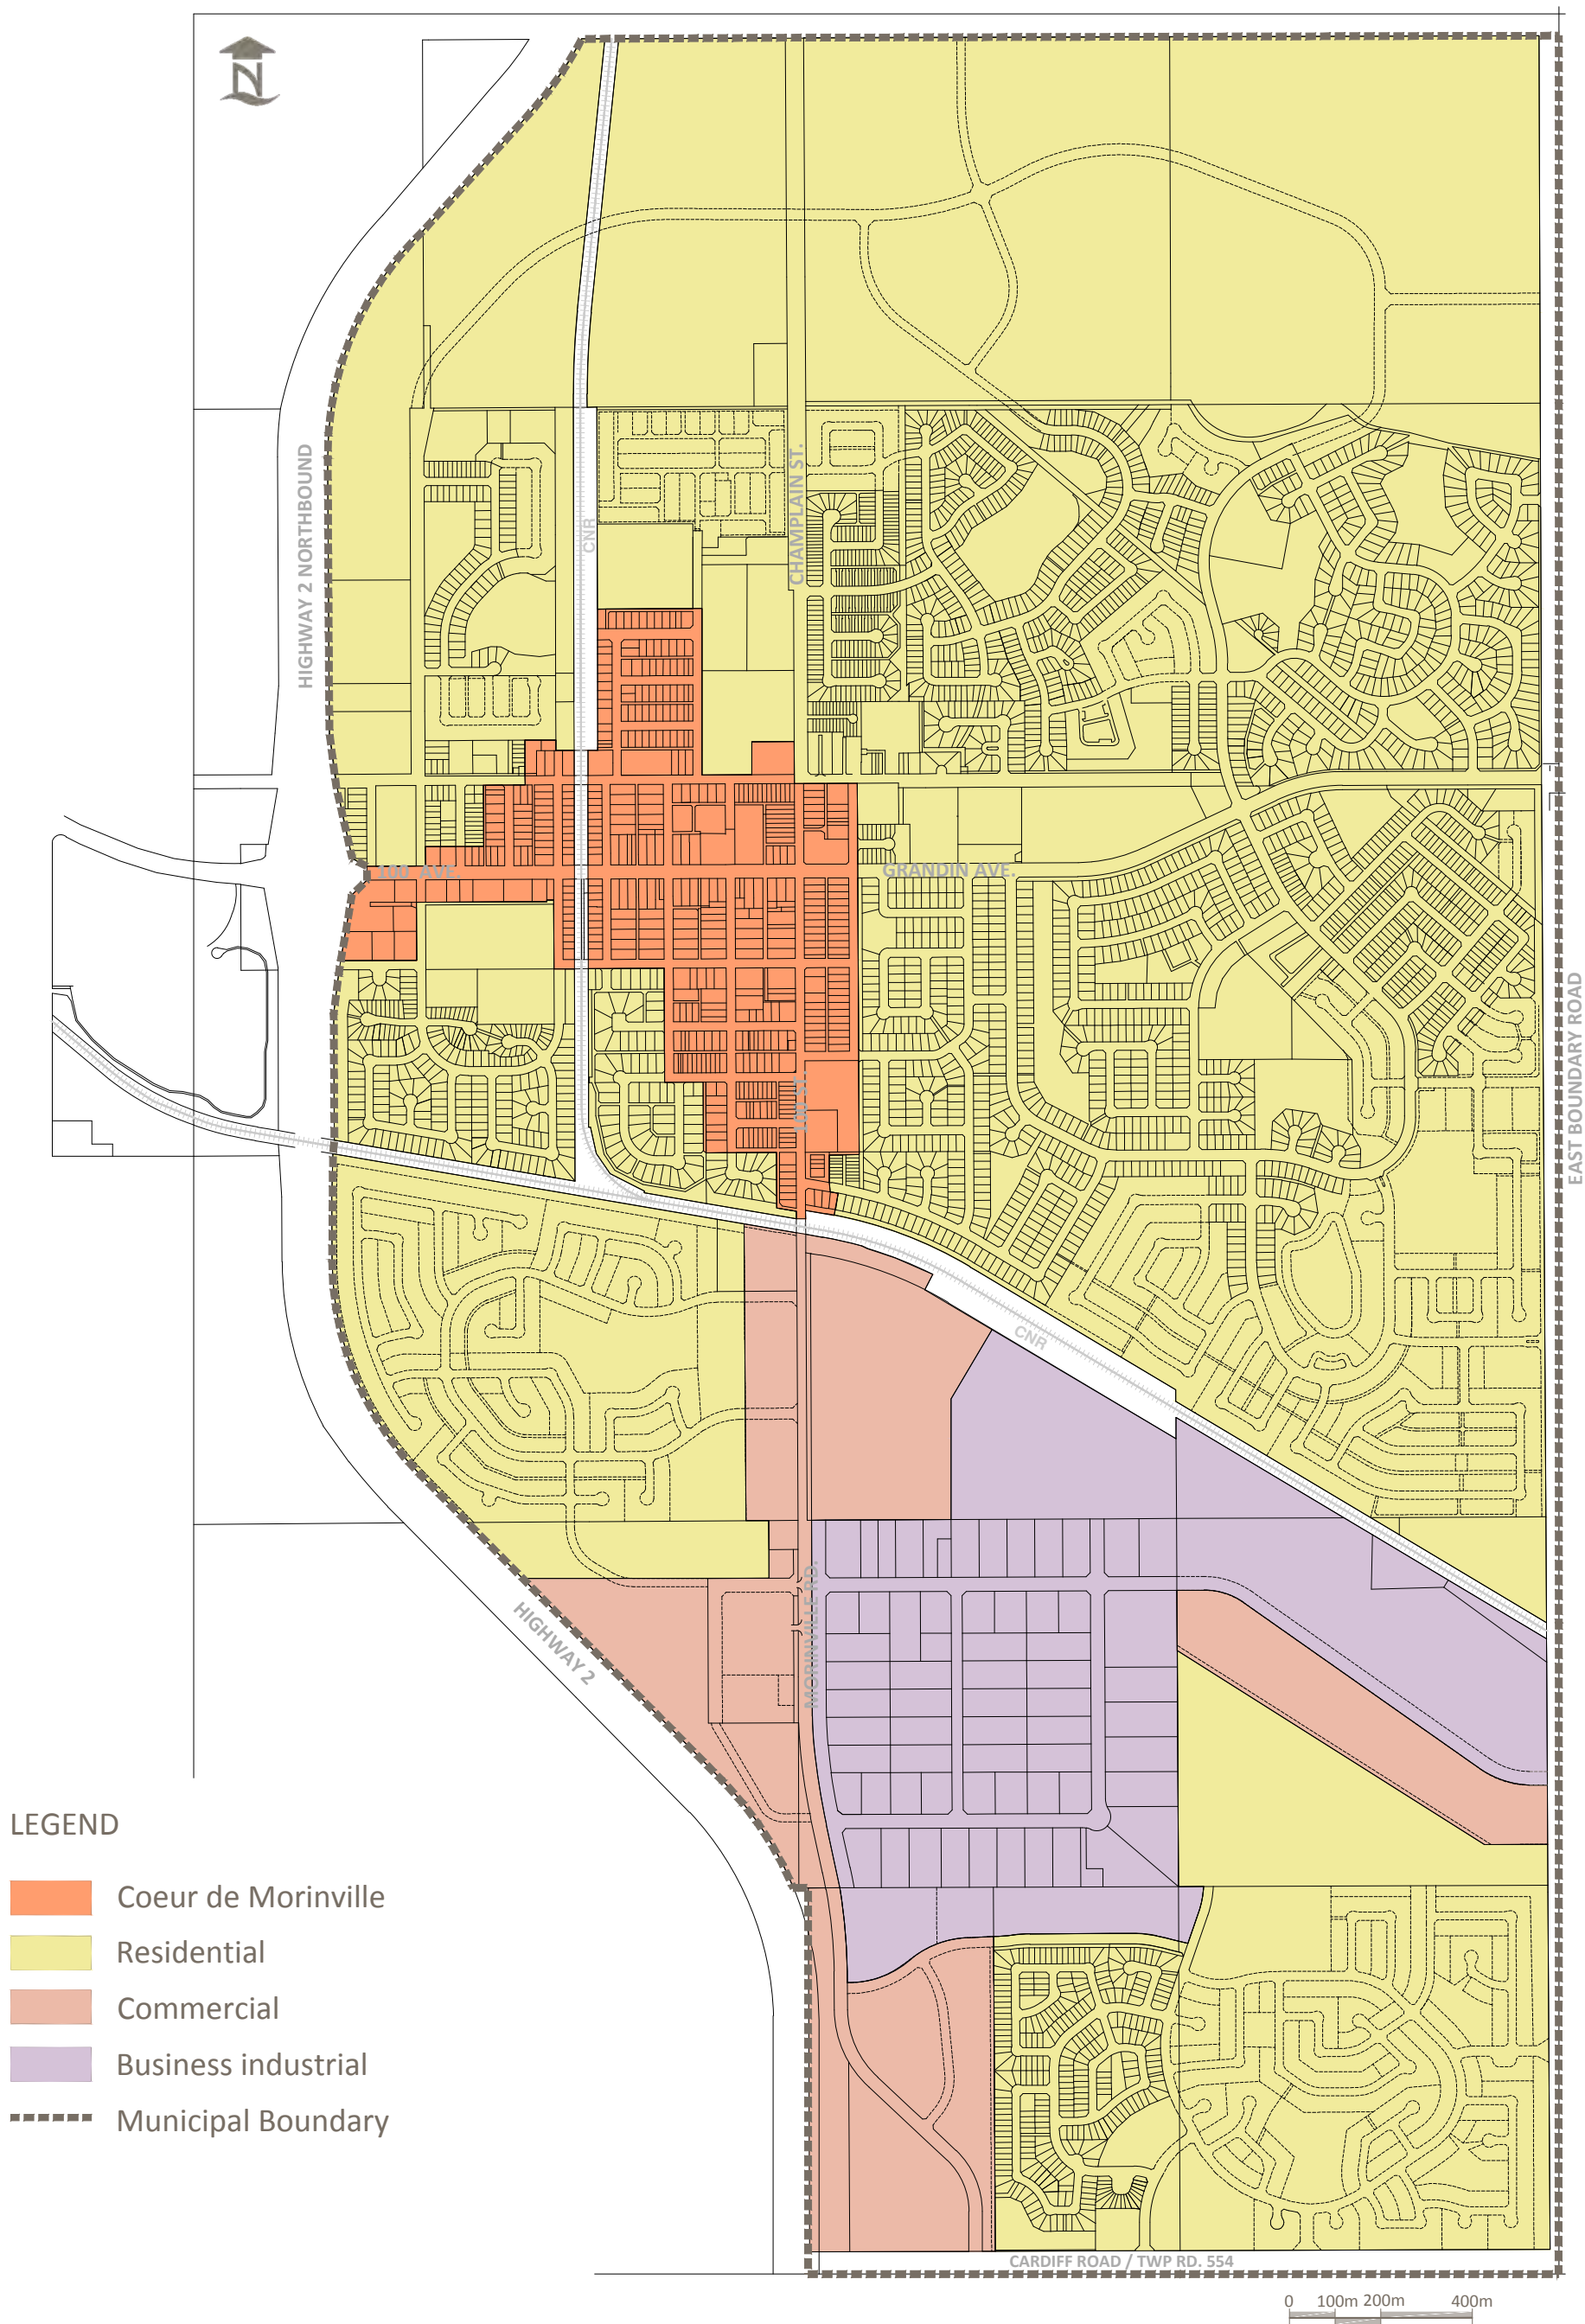 N
HIGHWAY 2 NORTHBOUND
CNR
CHAMPLAIN ST.
100 AVE.
GRANDIN AVE.
EAST BOUNDARY ROAD
100 ST.
CNR
MORINVILLE RD.
HIGHWAY 2
LEGEND
Coeur de Morinville
Residential
Commercial
Business industrial
Municipal Boundary
CARDIFF ROAD / TWP RD. 554
0 100m 200m 400m